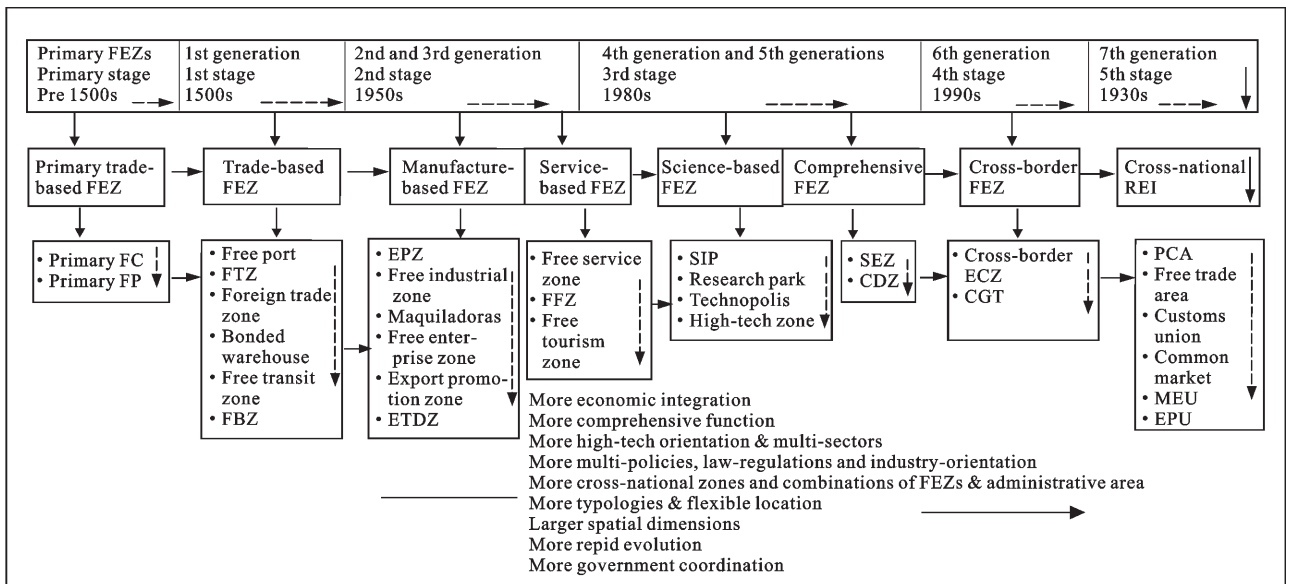 Primary FEZs
Primary stage
Pre 1500s
1st generation
1st stage
1500s
2nd and 3rd generation
2nd stage
1950s
4th generation and 5th generations
3rd stage
1980s
6th generation
4th stage
1990s
7th generation
5th stage
1930s
Primary trade-
based FEZ
Trade-based
FEZ
Manufacture-
based FEZ
Service-
based FEZ
Science-based
FEZ
Comprehensive
FEZ
Cross-border
FEZ
Cross-national
REI
• Primary FC
• Primary FP
• Free port
• FTZ
• Foreign trade
zone
• Bonded
warehouse
• Free transit
zone
• FBZ
• EPZ
• Free industrial
zone
• Maquiladoras
• Free enter-
prise zone
• Export promo-
tion zone
• ETDZ
• Free service
zone
• FFZ
• Free
tourism
zone
• SIP
• Research park
• Technopolis
• High-tech zone
• SEZ
• CDZ
• Cross-border
ECZ
• CGT
• PCA
• Free trade
area
• Customs
union
• Common
market
• MEU
• EPU
More economic integration
More comprehensive function
More high-tech orientation & multi-sectors
More multi-policies, law-regulations and industry-orientation
More cross-national zones and combinations of FEZs & administrative area
More typologies & flexible location
Larger spatial dimensions
More repid evolution
More government coordination